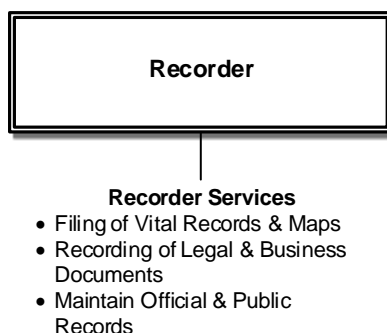 Recorder
Recorder Services
• Filing of Vital Records & Maps
• Recording of Legal & Business
Documents
• Maintain Official & Public
Records